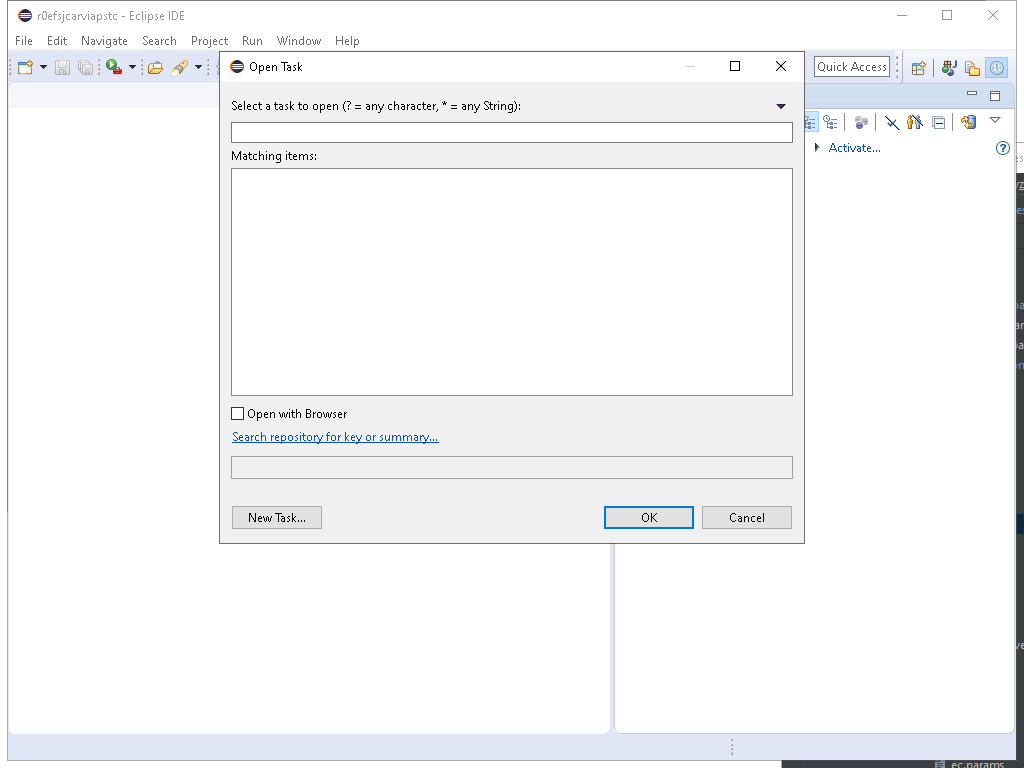 r0efsjcarviapstc - Eclipse IDE
File Edit Navigate Search Project Run Window Help
Open Task
Quick Access
Select a task to open (? = any character, * = any String):
Matching items:
Activate...
Open with Browser
Search repository for key or summary...
New Task...
OK
Cancel
ec.params